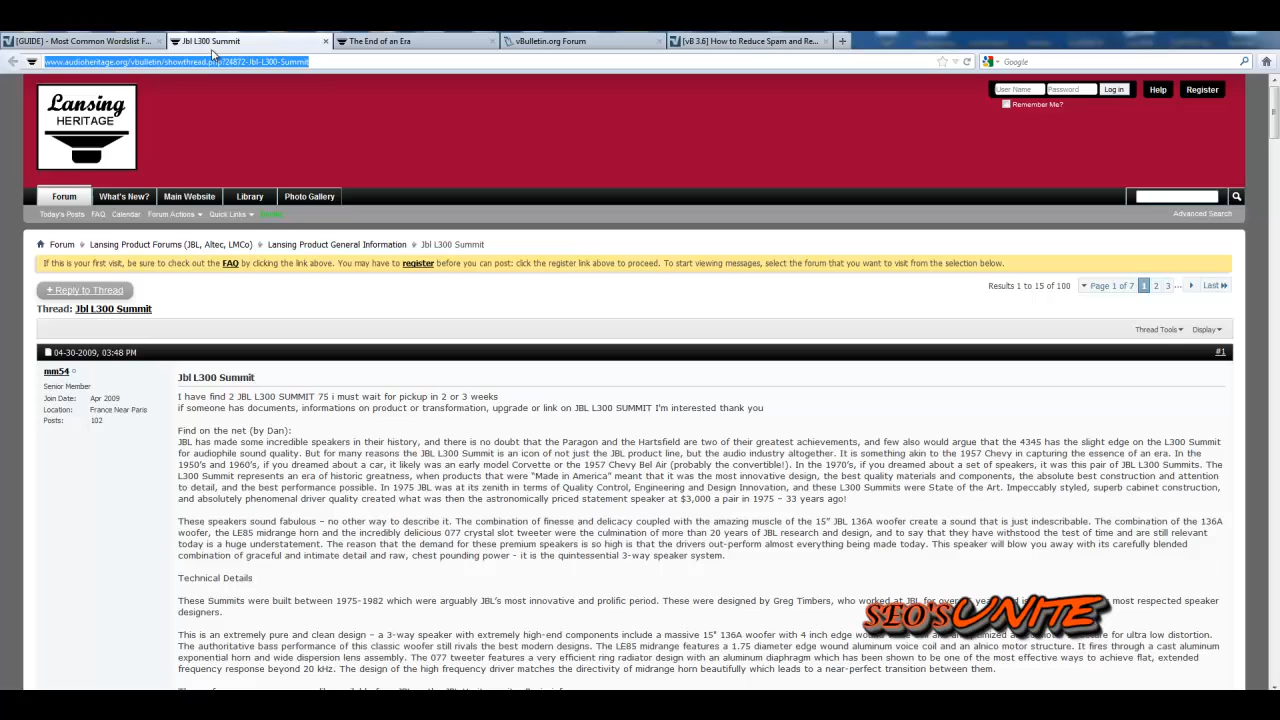 [GUIDE] - Most Common Wordslist F... Jbl L300 Summit The End of an Era vBulletin.org Forum [vB 3.6] How to Reduce Spam and Re...
www.audioheritage.org/vbulletin/showthread.php?24872-Jbl-L300-Summit Google
Lansing
HERITAGE
User Name Password Log in Help Register
Remember Me?
Forum What's New? Main Website Library Photo Gallery
Today's Posts FAQ Calendar Forum Actions Quick Links Advanced Search
Forum Lansing Product Forums (JBL, Altec, LMCo) Lansing Product General Information Jbl L300 Summit
If this is your first visit, be sure to check out the FAQ by clicking the link above. You may have to register before you can post: click the register link above to proceed. To start viewing messages, select the forum that you want to visit from the selection below.
+ Reply to Thread Results 1 to 15 of 100 Page 1 of 7 1 2 3 ... Last
Thread: Jbl L300 Summit
Thread Tools Display
04-30-2009, 03:48 PM #1
mm54
Senior Member
Join Date: Apr 2009
Location: France Near Paris
Posts: 102
Jbl L300 Summit
I have find 2 JBL L300 SUMMIT 75 i must wait for pickup in 2 or 3 weeks
if someone has documents, informations on product or transformation, upgrade or link on JBL L300 SUMMIT I'm interested thank you
Find on the net (by Dan):
JBL has made some incredible speakers in their history, and there is no doubt that the Paragon and the Hartsfield are two of their greatest achievements, and few also would argue that the 4345 has the slight edge on the L300 Summit
for audiophile sound quality. But for many reasons the JBL L300 Summit is an icon of not just the JBL product line, but the audio industry altogether. It is something akin to the 1957 Chevy in capturing the essence of an era. In the
1950's and 1960's, if you dreamed about a car, it likely was an early model Corvette or the 1957 Chevy Bel Air (probably the convertible!). In the 1970's, if you dreamed about a set of speakers, it was this pair of JBL Summits. The
L300 Summit represents an era of historic greatness, when products that were "Made in America" meant that it was the most innovative design, the best quality materials and components, the absolute best construction and attention
to detail, and the best performance possible. In 1975 JBL was at its zenith in terms of Quality Control, Engineering and Design Innovation, and these L300 Summits were State of the Art. Impeccably styled, superb cabinet construction,
and absolutely phenomenal driver quality created what was then the astronomically priced statement speaker at $3,000 a pair in 1975 – 33 years ago!
These speakers sound fabulous – no other way to describe it. The combination of finesse and delicacy coupled with the amazing muscle of the 15" JBL 136A woofer create a sound that is just indescribable. The combination of the 136A
woofer, the LE85 midrange horn and the incredibly delicious 077 crystal slot tweeter were the culmination of more than 20 years of JBL research and design, and to say that they have withstood the test of time and are still relevant
today is a huge understatement. The reason that the demand for these premium speakers is so high is that the drivers out-perform almost everything being made today. This speaker will blow you away with its carefully blended
combination of graceful and intimate detail and raw, chest pounding power - it is the quintessential 3-way speaker system.
Technical Details
These Summits were built between 1975-1982 which were arguably JBL's most innovative and prolific period. These were designed by Greg Timbers, who worked at JBL for over most respected speaker
designers.
This is an extremely pure and clean design – a 3-way speaker with extremely high-end components include a massive 15" 136A woofer with 4 inch edge for ultra low distortion.
The authoritative bass performance of this classic woofer still rivals the best modern designs. The LE85 midrange features a 1.75 diameter edge wound aluminum voice coil and an alnico motor structure. It fires through a cast aluminum
exponential horn and wide dispersion lens assembly. The 077 tweeter features a very efficient ring radiator design with an aluminum diaphragm which has been shown to be one of the most effective ways to achieve flat, extended
frequency response beyond 20 kHz. The design of the high frequency driver matches the directivity of midrange horn beautifully which leads to a near-perfect transition between them.
SEO'S UNITE